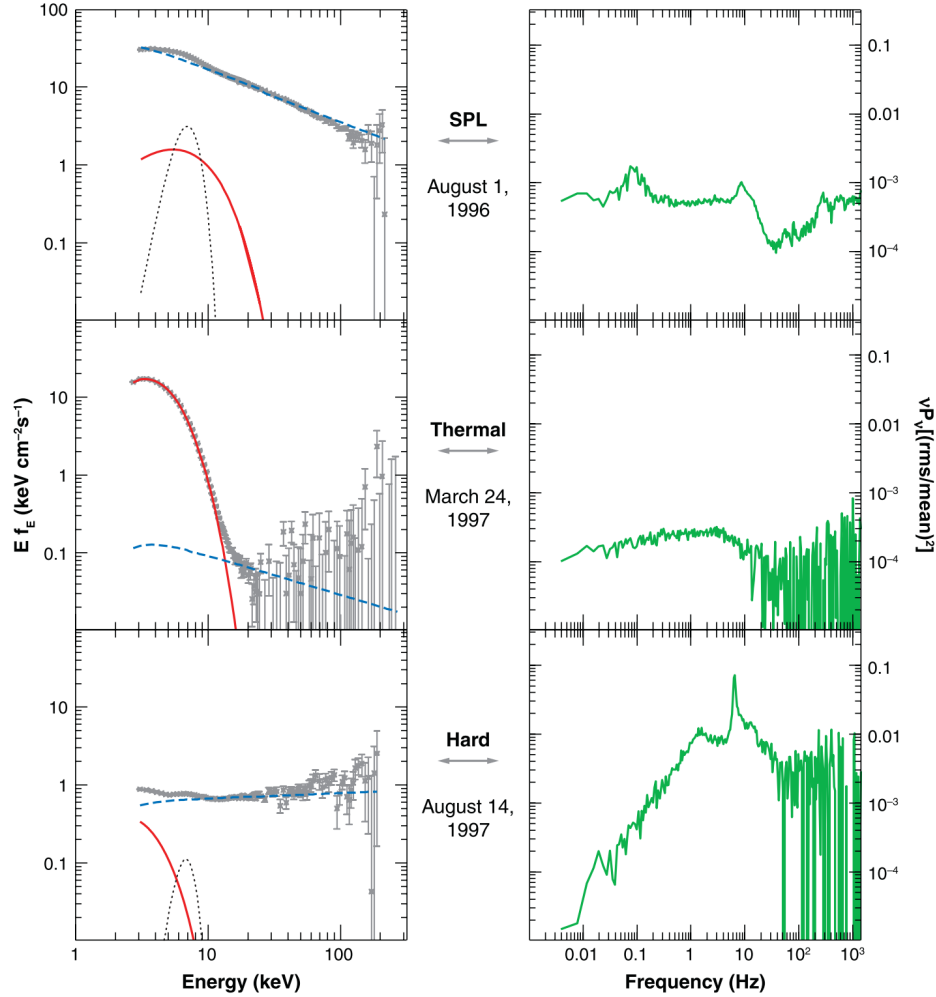 100
10
1
0.1
SPL
August 1,
1996
0.1
0.01
10⁻³
10⁻⁴
10
1
0.1
Thermal
March 24,
1997
0.1
0.01
10⁻³
10⁻⁴
10
1
0.1
Hard
August 14,
1997
0.1
0.01
10⁻³
10⁻⁴
E f_E (keV cm⁻²s⁻¹)
νP_ν[(rms/mean)²]
1 10 100
Energy (keV)
0.01 0.1 1 10 10² 10³
Frequency (Hz)